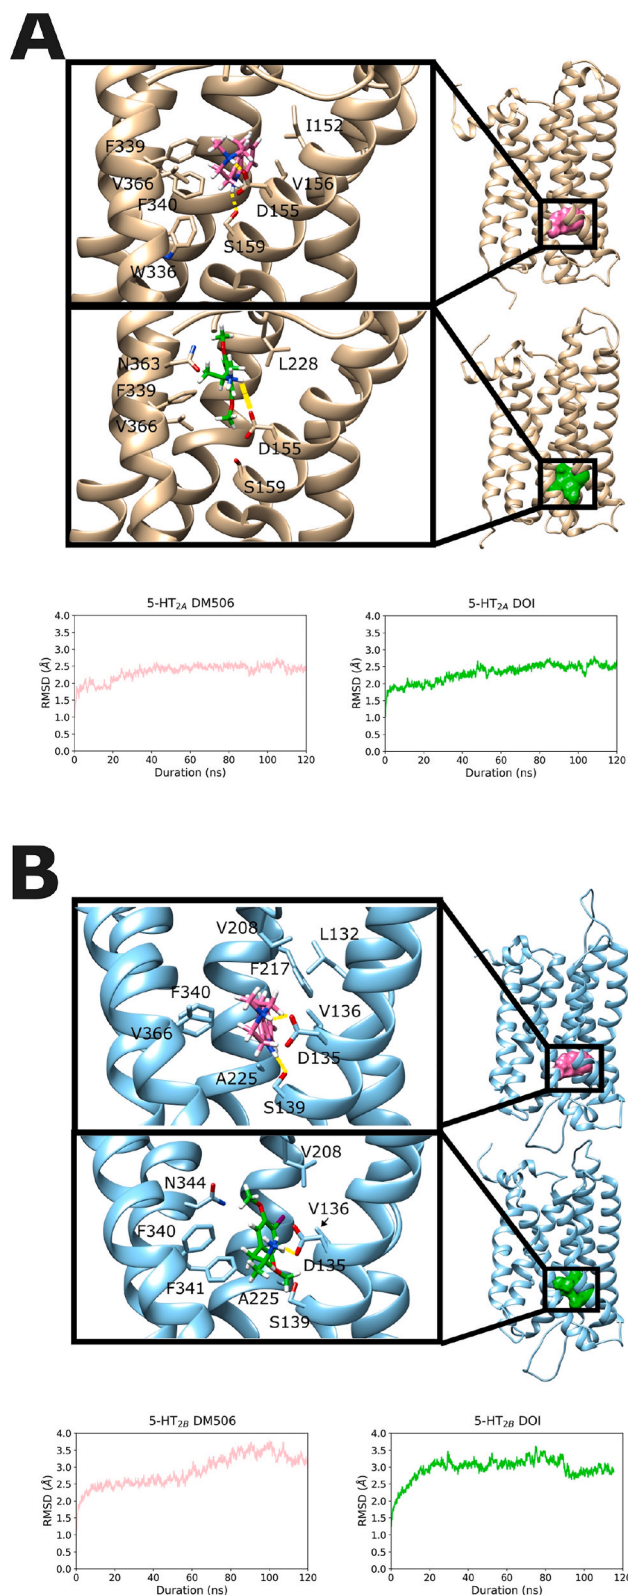 A
I152
F339
V366
V156
F340
D155
S159
W336
N363
L228
F339
V366
D155
S159
5-HT2A DM506
5-HT2A DOI
4.0
3.5
3.0
2.5
2.0
1.5
1.0
0.5
0.0
RMSD (Å)
0 20 40 60 80 100 120
Duration (ns)
4.0
3.5
3.0
2.5
2.0
1.5
1.0
0.5
0.0
RMSD (Å)
0 20 40 60 80 100 120
Duration (ns)
B
V208
L132
F217
F340
V136
V366
D135
A225
S139
V208
N344
V136
F340
D135
F341
A225
S139
5-HT2B DM506
5-HT2B DOI
4.0
3.5
3.0
2.5
2.0
1.5
1.0
0.5
0.0
RMSD (Å)
0 20 40 60 80 100 120
Duration (ns)
4.0
3.5
3.0
2.5
2.0
1.5
1.0
0.5
0.0
RMSD (Å)
0 20 40 60 80 100 120
Duration (ns)